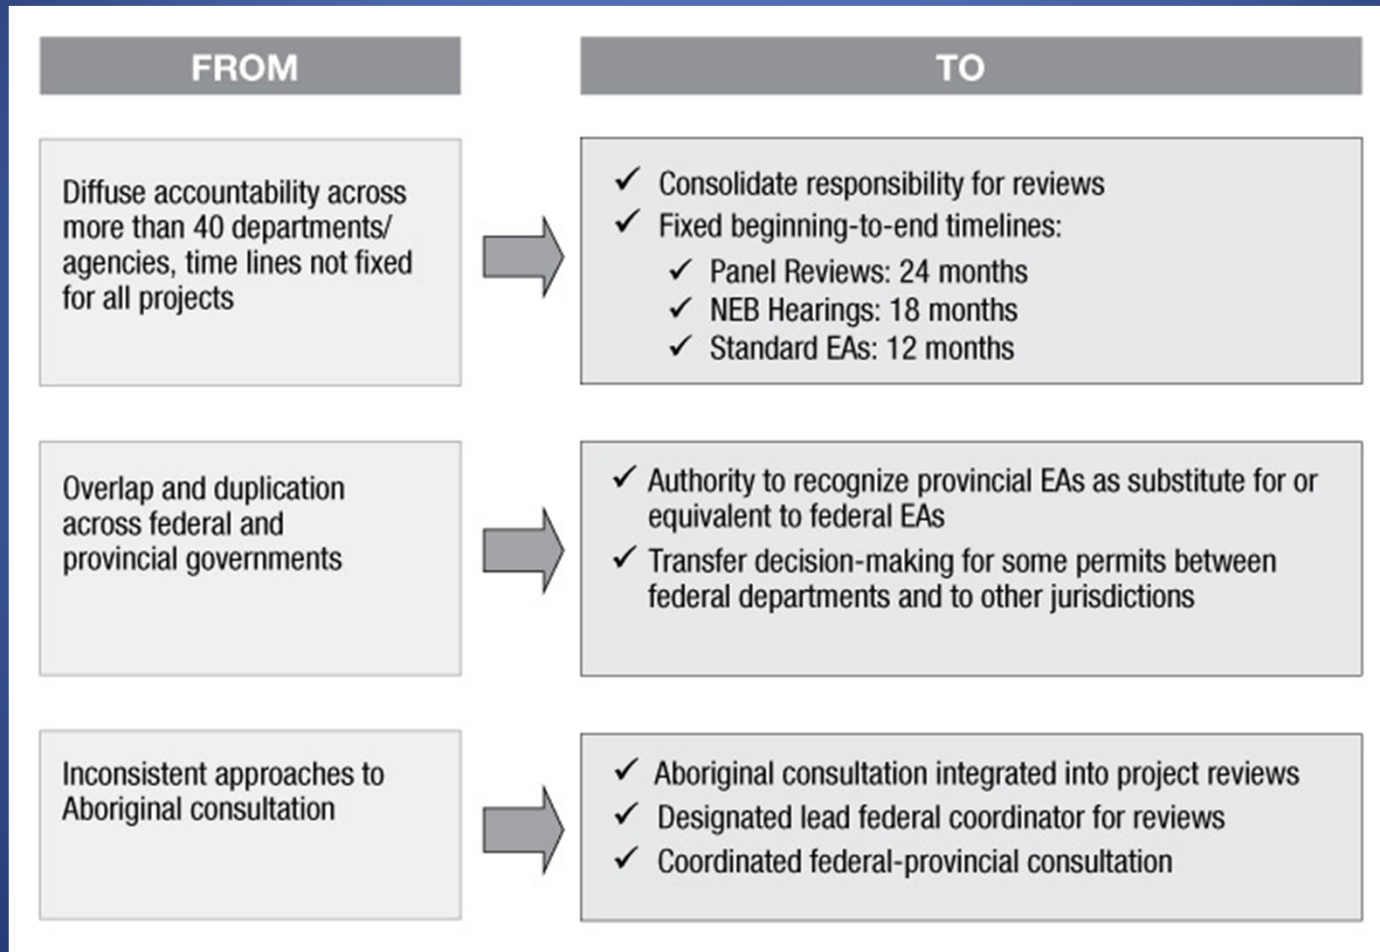 FROM
TO
Diffuse accountability across
more than 40 departments/
agencies, time lines not fixed
for all projects
✓ Consolidate responsibility for reviews
✓ Fixed beginning-to-end timelines:
✓ Panel Reviews: 24 months
✓ NEB Hearings: 18 months
✓ Standard EAs: 12 months
Overlap and duplication
across federal and
provincial governments
✓ Authority to recognize provincial EAs as substitute for or
equivalent to federal EAs
✓ Transfer decision-making for some permits between
federal departments and to other jurisdictions
Inconsistent approaches to
Aboriginal consultation
✓ Aboriginal consultation integrated into project reviews
✓ Designated lead federal coordinator for reviews
✓ Coordinated federal-provincial consultation